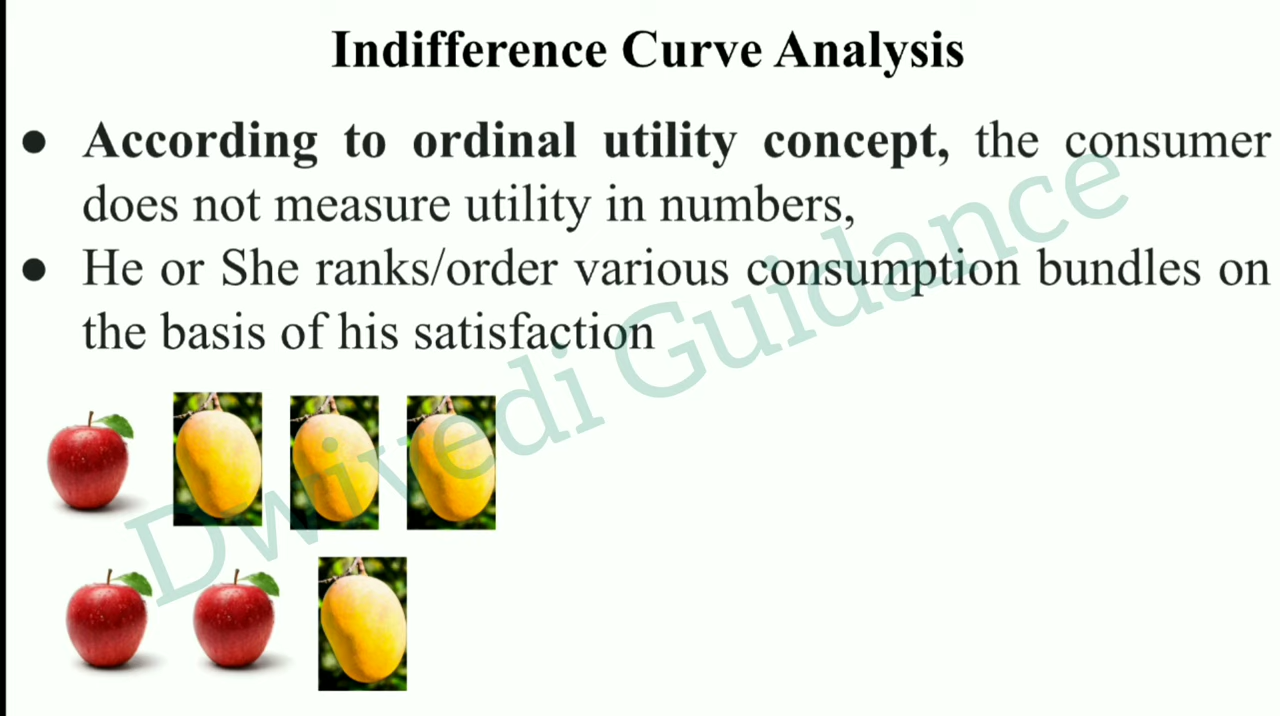 Indifference Curve Analysis
● According to ordinal utility concept, the consumer
does not measure utility in numbers,
● He or She ranks/order various consumption bundles on
the basis of his satisfaction
Dwivedi Guidance